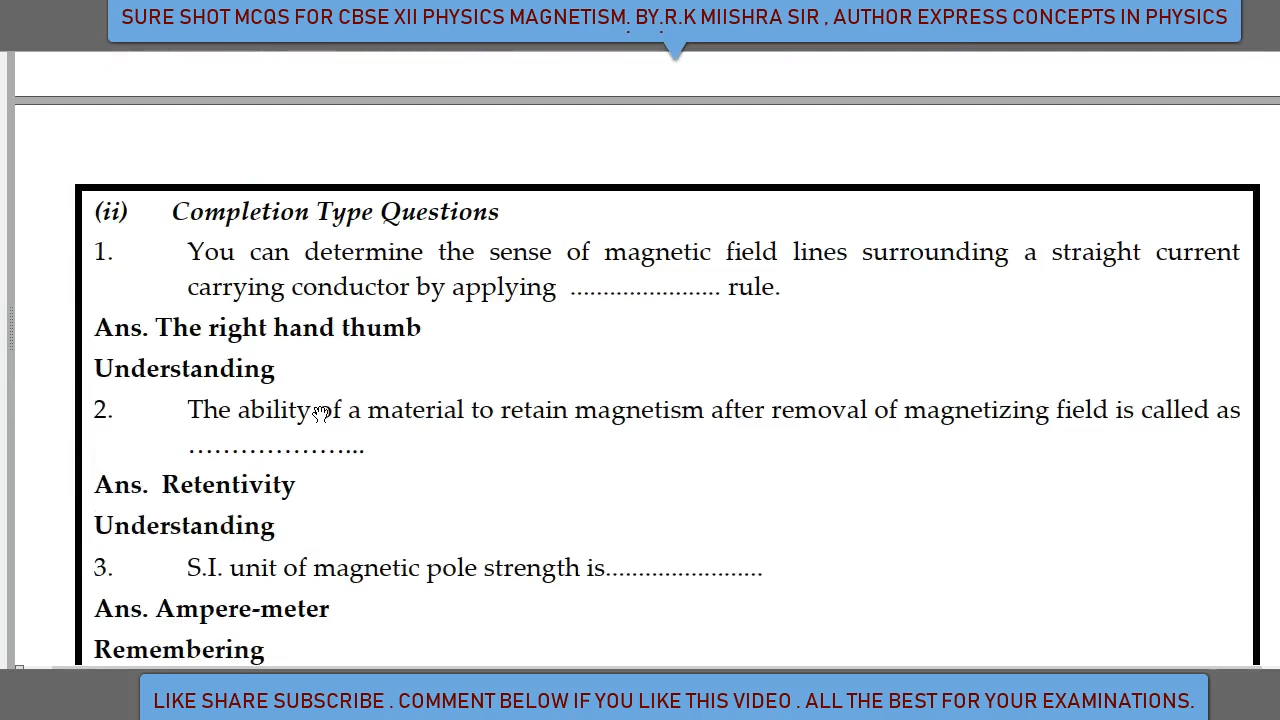 SURE SHOT MCQS FOR CBSE XII PHYSICS MAGNETISM. BY.R.K MIISHRA SIR , AUTHOR EXPRESS CONCEPTS IN PHYSICS
(ii) Completion Type Questions
1. You can determine the sense of magnetic field lines surrounding a straight current
carrying conductor by applying ....................... rule.
Ans. The right hand thumb
Understanding
2. The ability of a material to retain magnetism after removal of magnetizing field is called as
…………………...
Ans. Retentivity
Understanding
3. S.I. unit of magnetic pole strength is........................
Ans. Ampere-meter
Remembering
LIKE SHARE SUBSCRIBE . COMMENT BELOW IF YOU LIKE THIS VIDEO . ALL THE BEST FOR YOUR EXAMINATIONS.